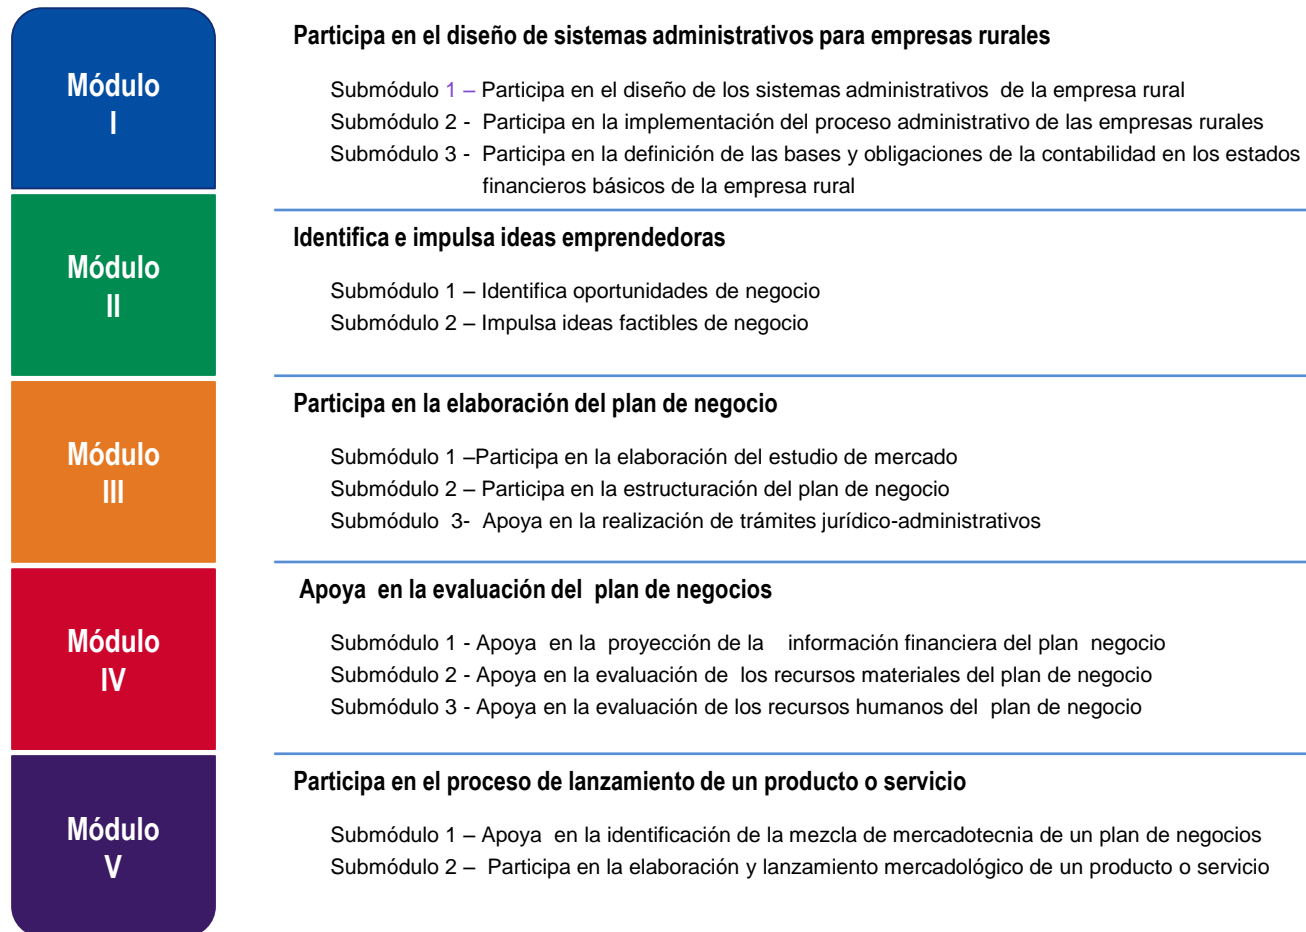 Módulo
I
Participa en el diseño de sistemas administrativos para empresas rurales
Submódulo 1 – Participa en el diseño de los sistemas administrativos de la empresa rural
Submódulo 2 - Participa en la implementación del proceso administrativo de las empresas rurales
Submódulo 3 - Participa en la definición de las bases y obligaciones de la contabilidad en los estados
financieros básicos de la empresa rural
Módulo
II
Identifica e impulsa ideas emprendedoras
Submódulo 1 – Identifica oportunidades de negocio
Submódulo 2 – Impulsa ideas factibles de negocio
Módulo
III
Participa en la elaboración del plan de negocio
Submódulo 1 –Participa en la elaboración del estudio de mercado
Submódulo 2 – Participa en la estructuración del plan de negocio
Submódulo 3- Apoya en la realización de trámites jurídico-administrativos
Módulo
IV
Apoya en la evaluación del plan de negocios
Submódulo 1 - Apoya en la proyección de la información financiera del plan negocio
Submódulo 2 - Apoya en la evaluación de los recursos materiales del plan de negocio
Submódulo 3 - Apoya en la evaluación de los recursos humanos del plan de negocio
Módulo
V
Participa en el proceso de lanzamiento de un producto o servicio
Submódulo 1 – Apoya en la identificación de la mezcla de mercadotecnia de un plan de negocios
Submódulo 2 – Participa en la elaboración y lanzamiento mercadológico de un producto o servicio